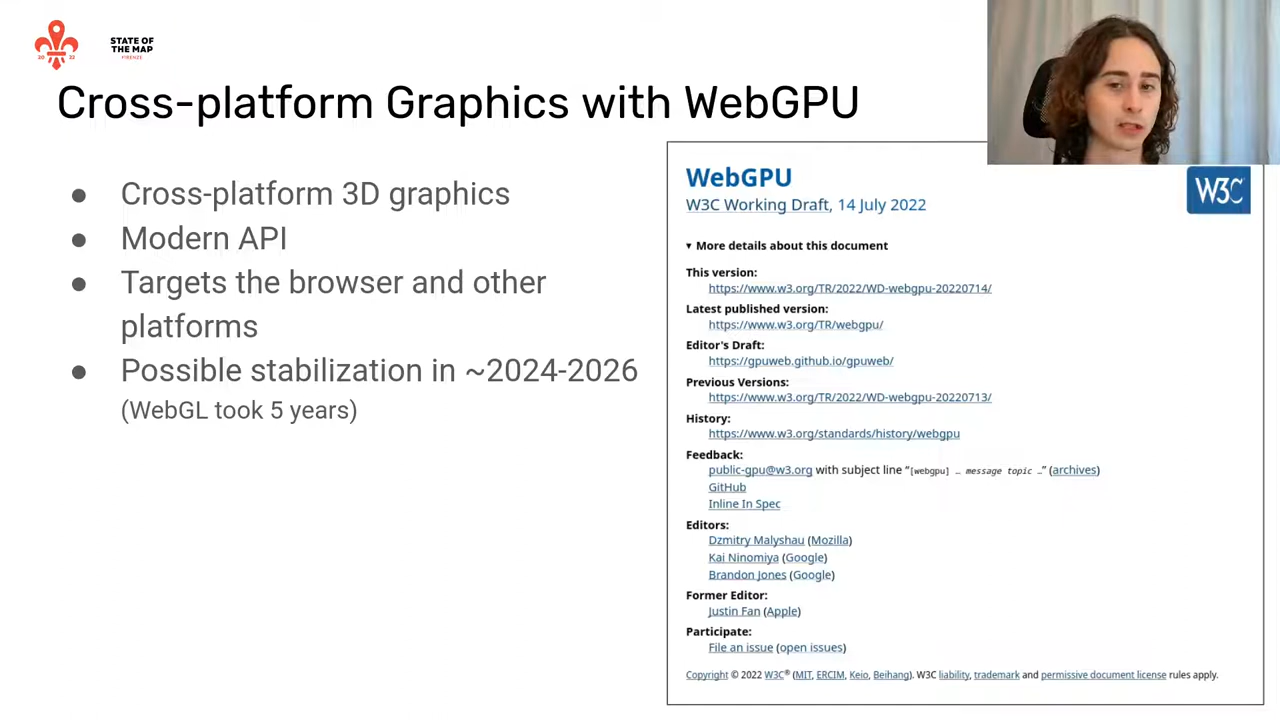 20 22
STATE OF
THE MAP
FIRENZE
Cross-platform Graphics with WebGPU
● Cross-platform 3D graphics
● Modern API
● Targets the browser and other
platforms
● Possible stabilization in ~2024-2026
(WebGL took 5 years)
WebGPU
W3C
W3C Working Draft, 14 July 2022
▾ More details about this document
This version:
https://www.w3.org/TR/2022/WD-webgpu-20220714/
Latest published version:
https://www.w3.org/TR/webgpu/
Editor's Draft:
https://gpuweb.github.io/gpuweb/
Previous Versions:
https://www.w3.org/TR/2022/WD-webgpu-20220713/
History:
https://www.w3.org/standards/history/webgpu
Feedback:
public-gpu@w3.org with subject line “[webgpu] … message topic …” (archives)
GitHub
Inline In Spec
Editors:
Dzmitry Malyshau (Mozilla)
Kai Ninomiya (Google)
Brandon Jones (Google)
Former Editor:
Justin Fan (Apple)
Participate:
File an issue (open issues)
Copyright © 2022 W3C® (MIT, ERCIM, Keio, Beihang). W3C liability, trademark and permissive document license rules apply.